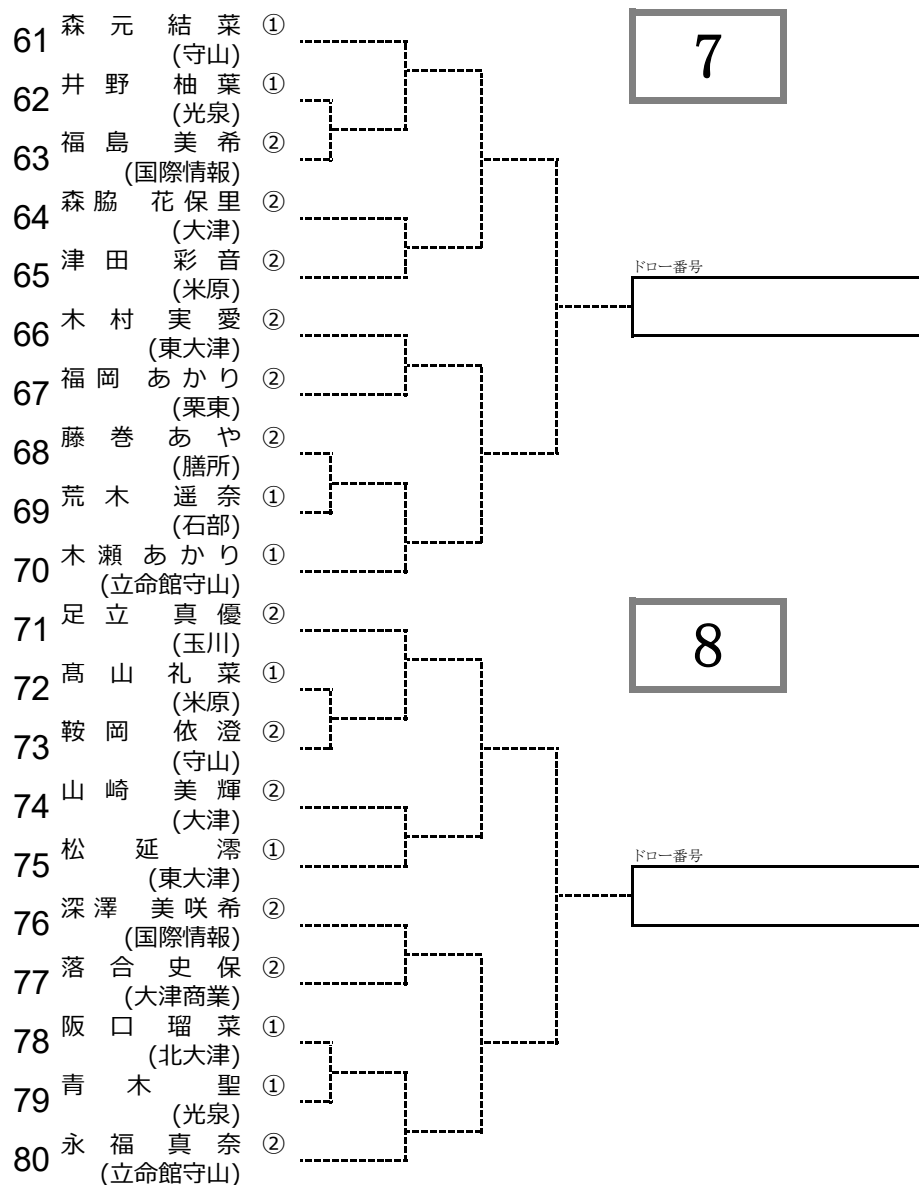 61 森元 結菜 ①
(守山)
7
62 井野 柚葉 ①
(光泉)
63 福島 美希 ②
(国際情報)
64 森脇 花保里 ②
(大津)
65 津田 彩音 ②
(米原)
ドロー番号
66 木村 実愛 ②
(東大津)
67 福岡 あかり ②
(栗東)
68 藤巻 あや ②
(膳所)
69 荒木 遥奈 ①
(石部)
70 木瀬 あかり ①
(立命館守山)
71 足立 真優 ②
(玉川)
8
72 髙山 礼菜 ①
(米原)
73 鞍岡 依澄 ②
(守山)
74 山崎 美輝 ②
(大津)
75 松延 澪 ①
(東大津)
ドロー番号
76 深澤 美咲希 ②
(国際情報)
77 落合 史保 ②
(大津商業)
78 阪口 瑠菜 ①
(北大津)
79 青木 聖 ①
(光泉)
80 永福 真奈 ②
(立命館守山)